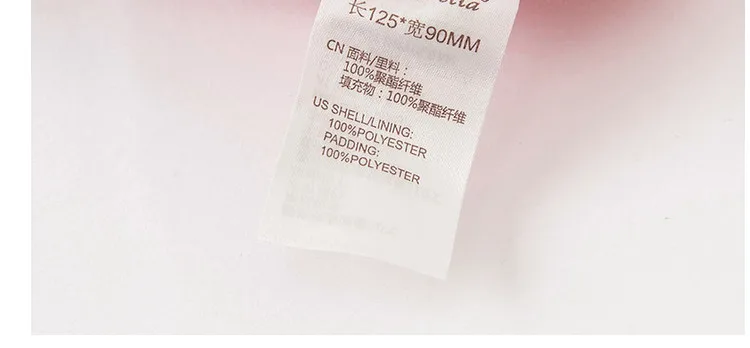 长125*宽90MM
CN 面料/里料：
100%聚酯纤维
填充物：100%聚酯纤维
US SHELL/LINING:
100%POLYESTER
PADDING:
100%POLYESTER